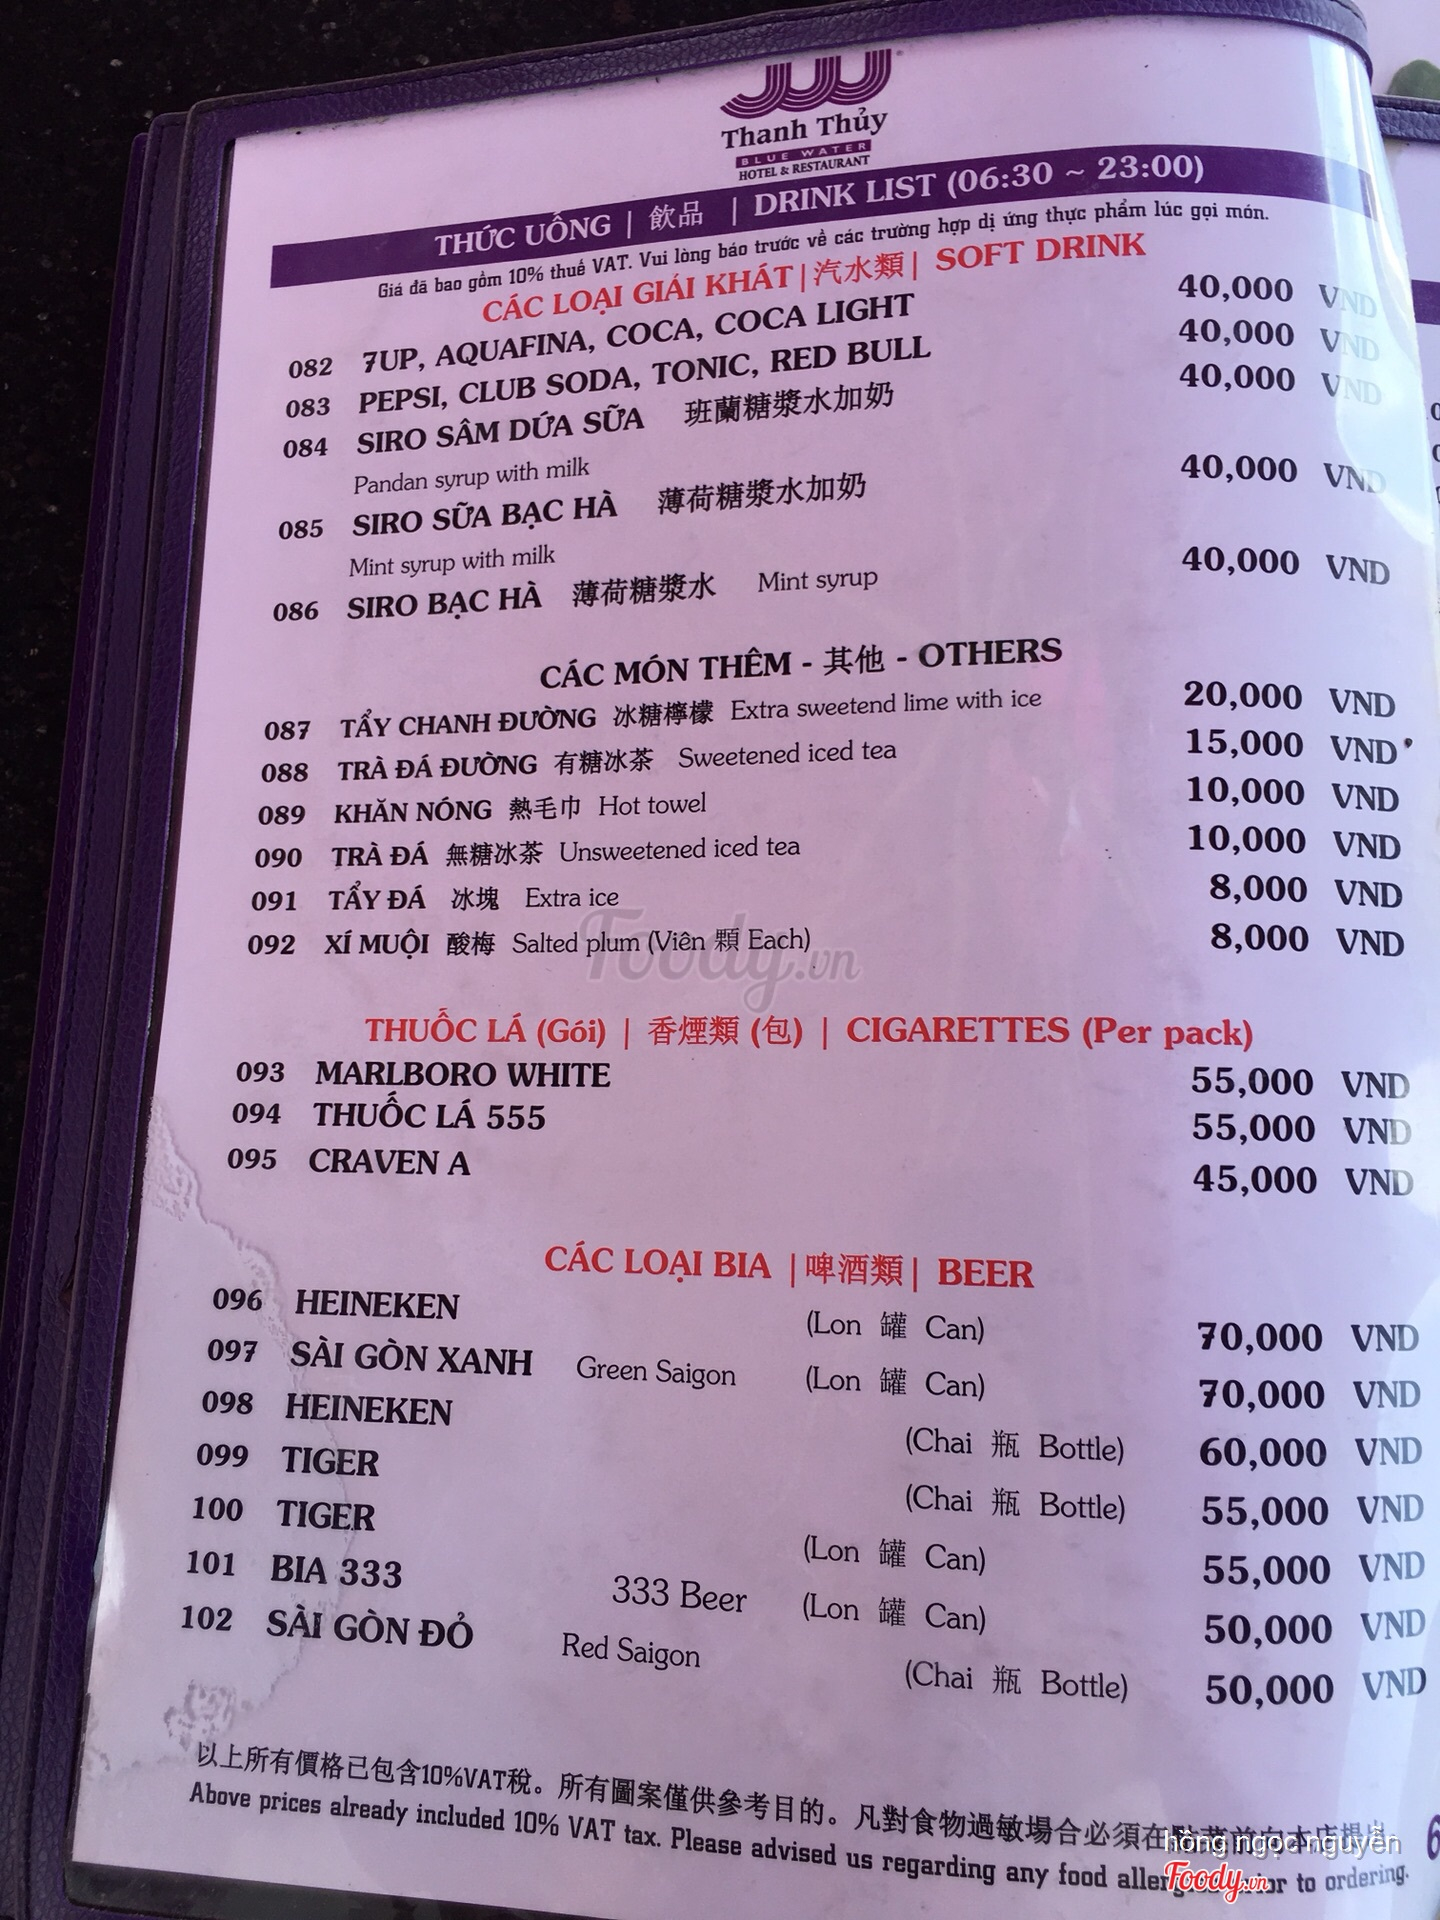 Thanh Thủy
BLUE WATER
HOTEL & RESTAURANT
THỨC UỐNG | 飲品 | DRINK LIST (06:30 ~ 23:00)
Giá đã bao gồm 10% thuế VAT. Vui lòng báo trước về các trường hợp dị ứng thực phẩm lúc gọi món.
CÁC LOẠI GIẢI KHÁT | 汽水類 | SOFT DRINK
082 7UP, AQUAFINA, COCA, COCA LIGHT 40,000 VND
083 PEPSI, CLUB SODA, TONIC, RED BULL 40,000 VND
084 SIRO SÂM DỨA SỮA 班蘭糖漿水加奶 40,000 VND
Pandan syrup with milk
085 SIRO SỮA BẠC HÀ 薄荷糖漿水加奶 40,000 VND
Mint syrup with milk
086 SIRO BẠC HÀ 薄荷糖漿水 Mint syrup 40,000 VND
CÁC MÓN THÊM - 其他 - OTHERS
087 TẨY CHANH ĐƯỜNG 冰糖檸檬 Extra sweetend lime with ice 20,000 VND
088 TRÀ ĐÁ ĐƯỜNG 有糖冰茶 Sweetened iced tea 15,000 VND
089 KHĂN NÓNG 熱毛巾 Hot towel 10,000 VND
090 TRÀ ĐÁ 無糖冰茶 Unsweetened iced tea 10,000 VND
091 TẨY ĐÁ 冰塊 Extra ice 8,000 VND
092 XÍ MUỘI 酸梅 Salted plum (Viên 顆 Each) 8,000 VND
Foody.vn
THUỐC LÁ (Gói) | 香煙類 (包) | CIGARETTES (Per pack)
093 MARLBORO WHITE 55,000 VND
094 THUỐC LÁ 555 55,000 VND
095 CRAVEN A 45,000 VND
CÁC LOẠI BIA | 啤酒類 | BEER
096 HEINEKEN (Lon 罐 Can) 70,000 VND
097 SÀI GÒN XANH Green Saigon (Lon 罐 Can) 70,000 VND
098 HEINEKEN (Chai 瓶 Bottle) 60,000 VND
099 TIGER (Chai 瓶 Bottle) 55,000 VND
100 TIGER (Lon 罐 Can) 55,000 VND
101 BIA 333 333 Beer (Lon 罐 Can) 50,000 VND
102 SÀI GÒN ĐỎ Red Saigon (Chai 瓶 Bottle) 50,000 VND
以上所有價格已包含10%VAT稅。所有圖案僅供參考目的。凡對食物過敏場合必須在
Above prices already included 10% VAT tax. Please advised us regarding any food to ordering.
hồng ngọc nguyễn
Foody.vn